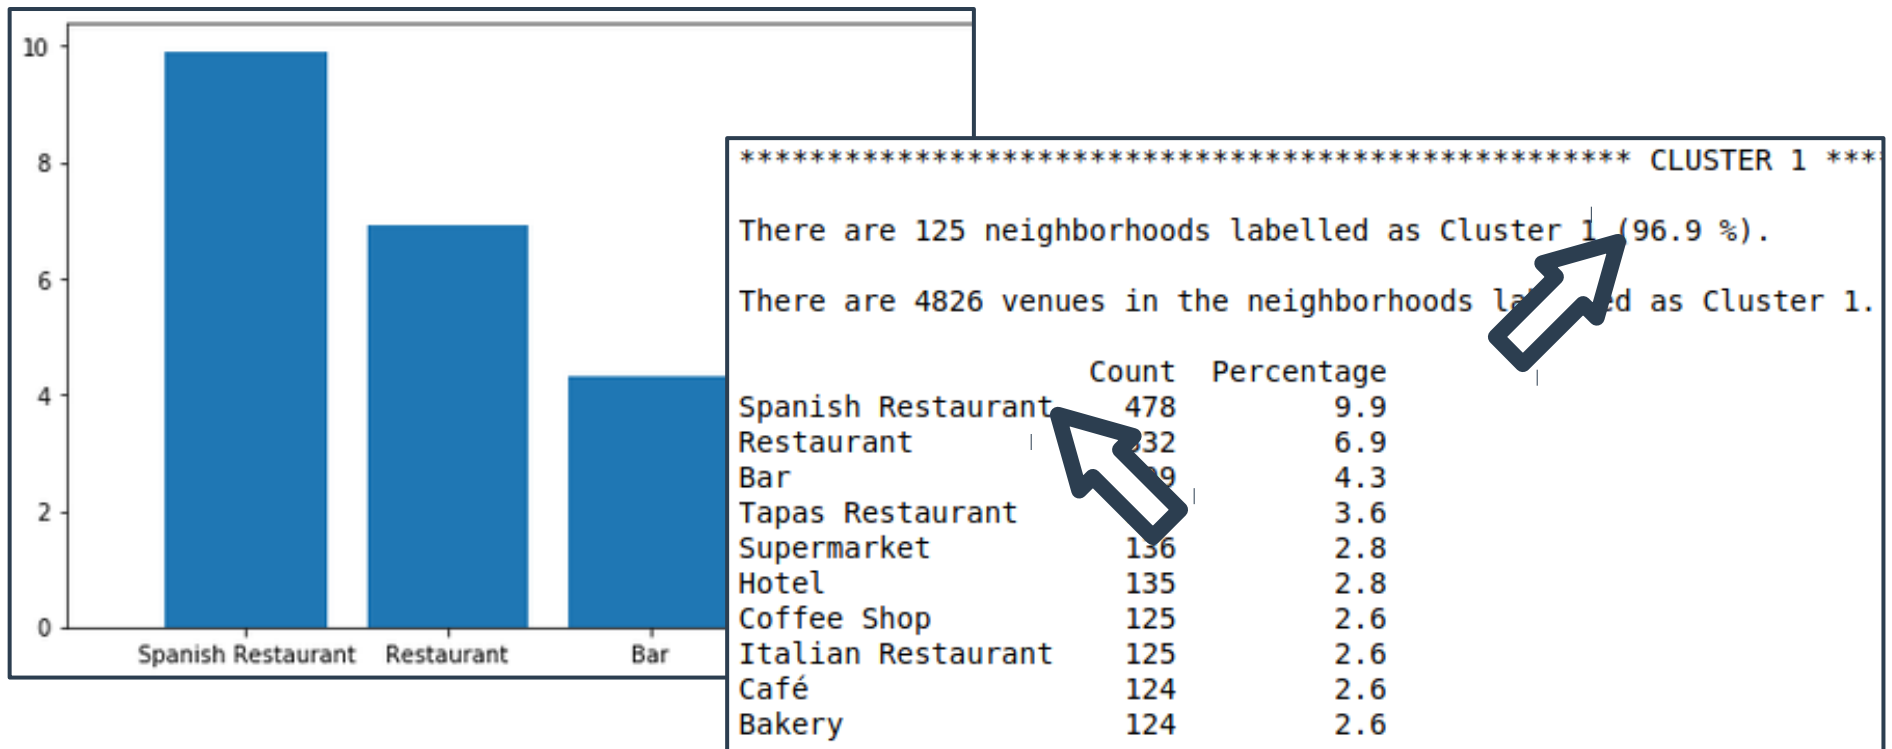 10
8
6
4
2
0
Spanish Restaurant Restaurant Bar
**************************************************** CLUSTER 1 ****
There are 125 neighborhoods labelled as Cluster 1 (96.9 %).
There are 4826 venues in the neighborhoods as Cluster 1.
Count Percentage
Spanish Restaurant 478 9.9
Restaurant 6.9
Bar 4.3
Tapas Restaurant 3.6
Supermarket 136 2.8
Hotel 135 2.8
Coffee Shop 125 2.6
Italian Restaurant 125 2.6
Café 124 2.6
Bakery 124 2.6